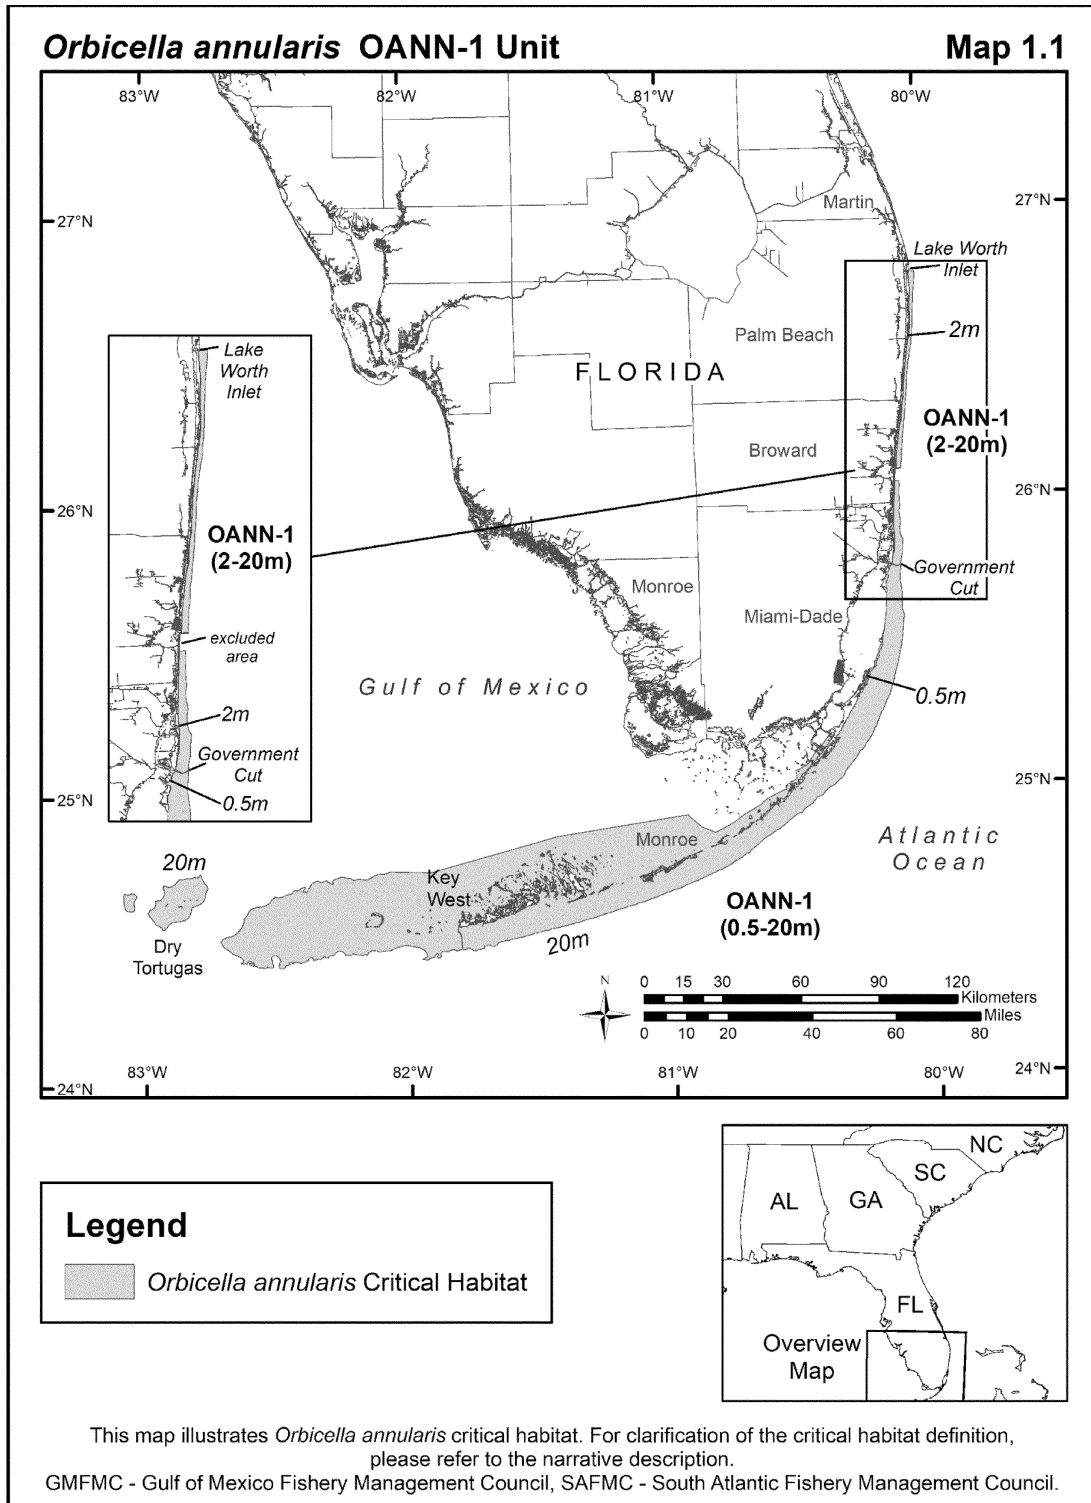 Orbicella annularis OANN-1 Unit
Map 1.1
83°W
82°W
81°W
80°W
27°N
27°N
Martin
Lake Worth
Inlet
2m
Palm Beach
FLORIDA
OANN-1
(2-20m)
Broward
26°N
26°N
Government
Cut
Monroe
Miami-Dade
Gulf of Mexico
0.5m
25°N
25°N
Lake
Worth
Inlet
OANN-1
(2-20m)
excluded
area
2m
Government
Cut
0.5m
Atlantic
Ocean
Monroe
20m
Key
West
Dry
Tortugas
OANN-1
(0.5-20m)
20m
N
0 15 30 60 90 120
Kilometers
Miles
0 10 20 40 60 80
24°N
24°N
83°W
82°W
81°W
80°W
Legend
Orbicella annularis Critical Habitat
NC
SC
AL
GA
FL
Overview
Map
This map illustrates Orbicella annularis critical habitat. For clarification of the critical habitat definition,
please refer to the narrative description.
GMFMC - Gulf of Mexico Fishery Management Council, SAFMC - South Atlantic Fishery Management Council.